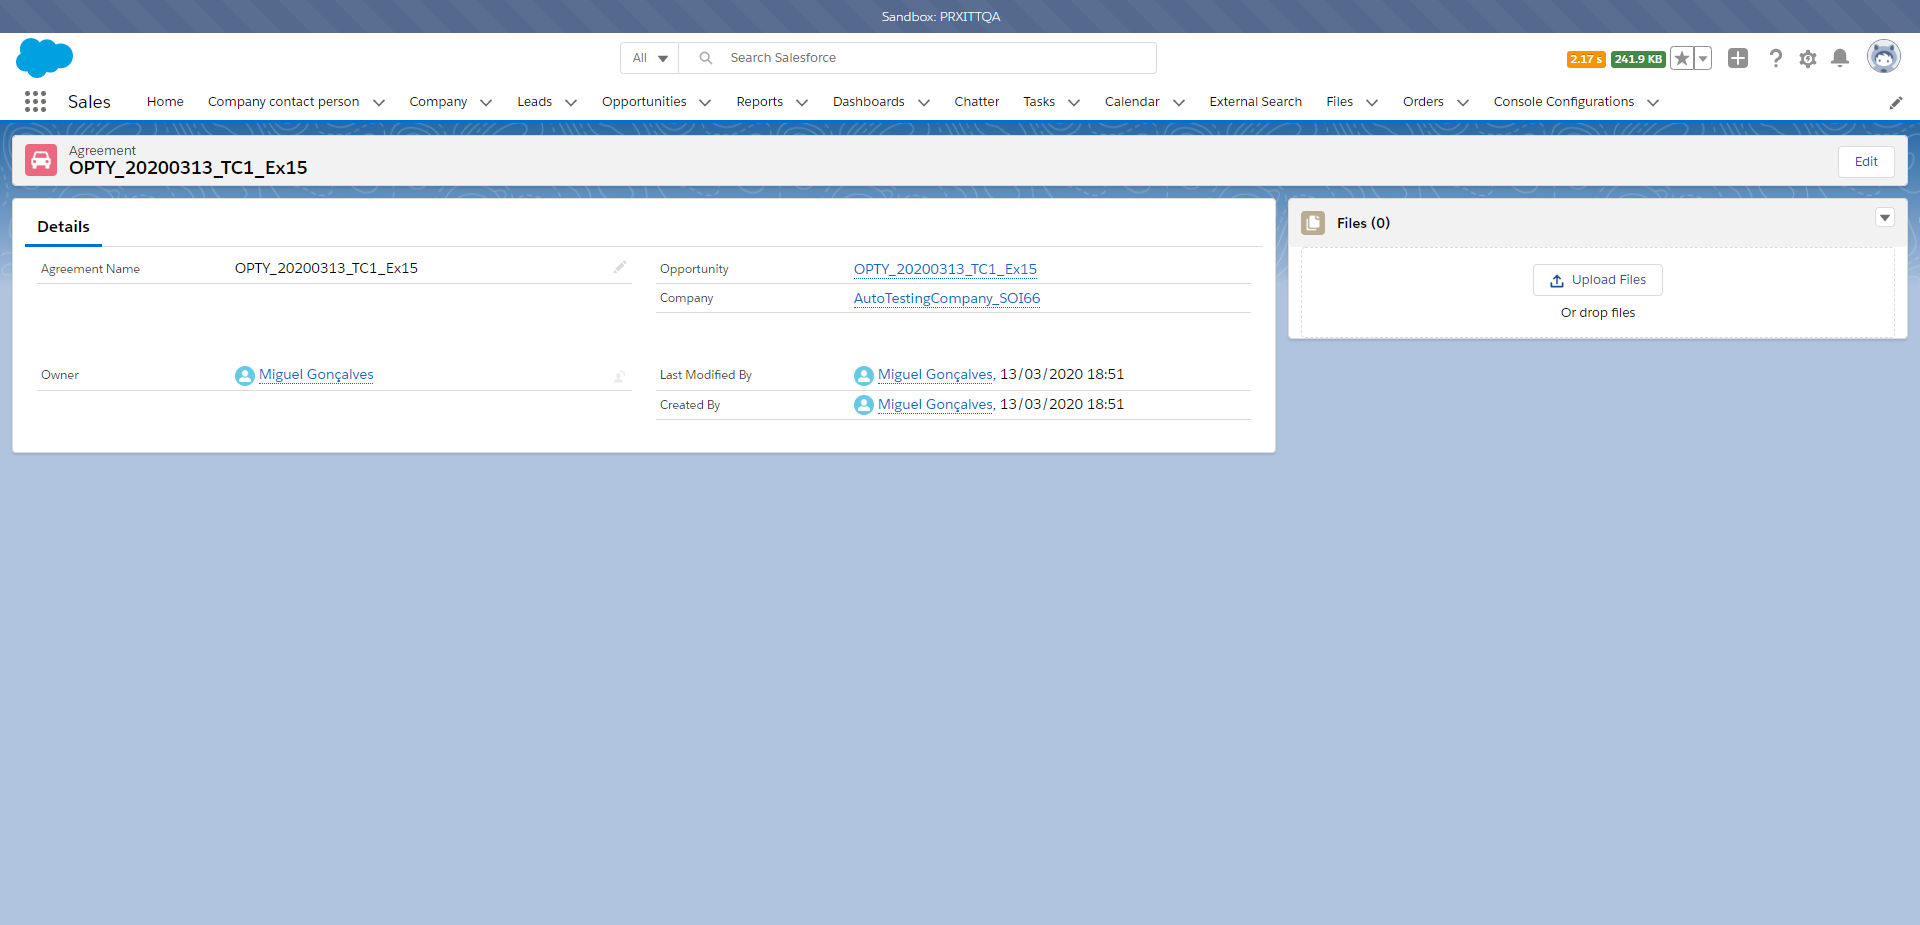 Sandbox: PRXITTQA
All
Search Salesforce
2.17 s
241.9 KB
Sales
Home
Company contact person
Company
Leads
Opportunities
Reports
Dashboards
Chatter
Tasks
Calendar
External Search
Files
Orders
Console Configurations
Agreement
OPTY_20200313_TC1_Ex15
Edit
Details
Agreement Name
OPTY_20200313_TC1_Ex15
Opportunity
OPTY_20200313_TC1_Ex15
Company
AutoTestingCompany_SOI66
Owner
Miguel Gonçalves
Last Modified By
Miguel Gonçalves, 13/03/2020 18:51
Created By
Miguel Gonçalves, 13/03/2020 18:51
Files (0)
Upload Files
Or drop files